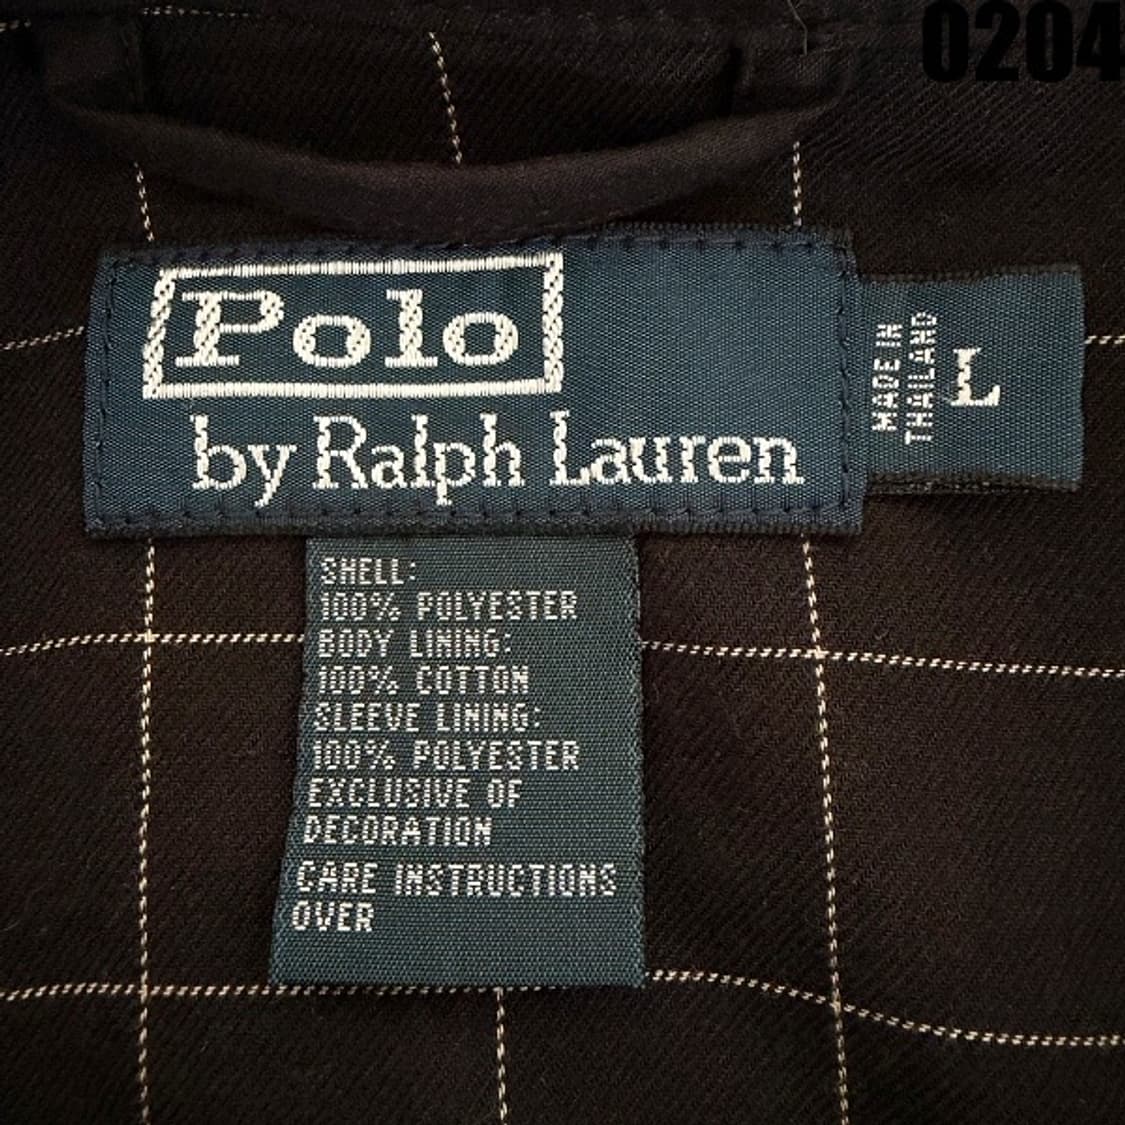 0204
Polo
by Ralph Lauren
MADE IN
THAILAND
L
SHELL:
100% POLYESTER
BODY LINING:
100% COTTON
SLEEVE LINING:
100% POLYESTER
EXCLUSIVE OF
DECORATION
CARE INSTRUCTIONS
OVER